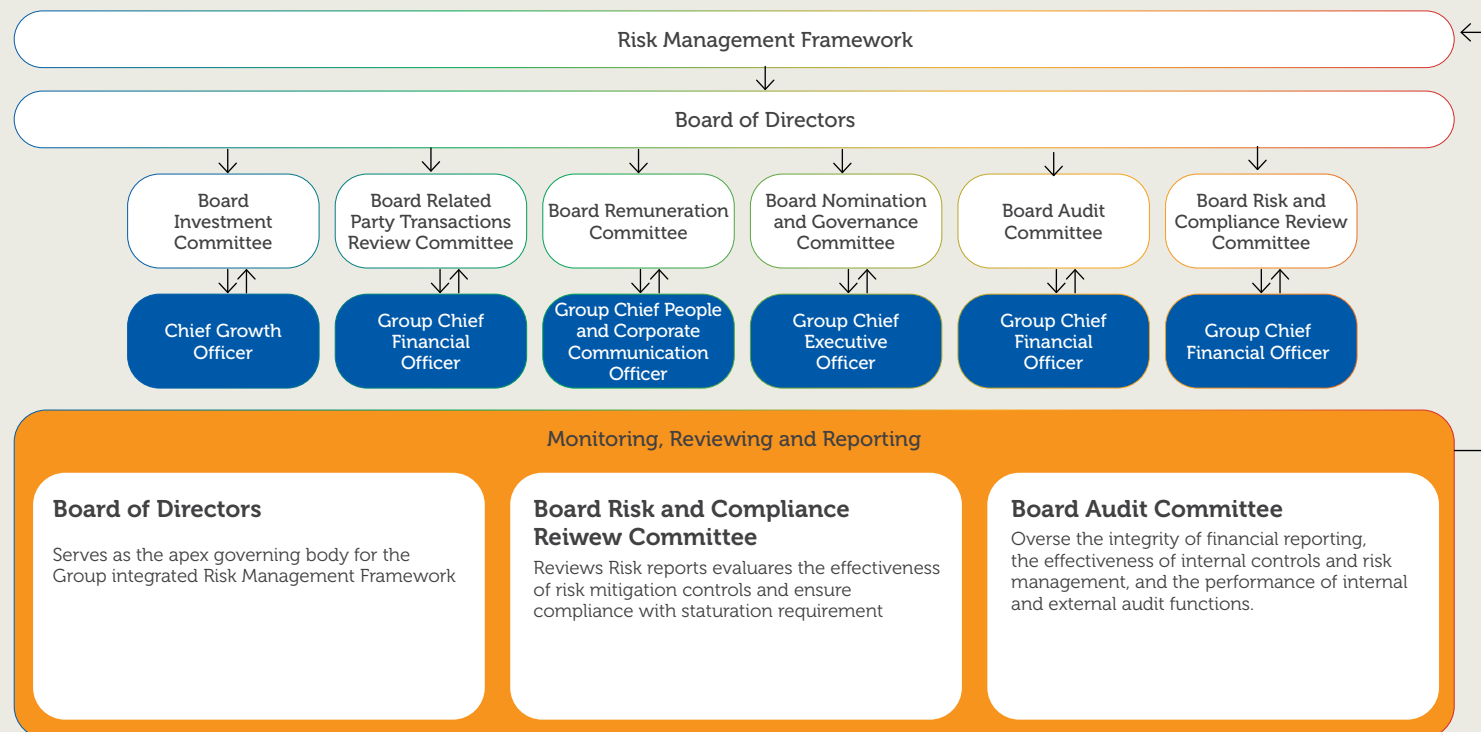 Risk Management Framework
Board of Directors
Board
Investment
Committee
Board Related
Party Transactions
Review Committee
Board Remuneration
Committee
Board Nomination
and Governance
Committee
Board Audit
Committee
Board Risk and
Compliance Review
Committee
Chief Growth
Officer
Group Chief
Financial
Officer
Group Chief People
and Corporate
Communication
Officer
Group Chief
Executive
Officer
Group Chief
Financial
Officer
Group Chief
Financial Officer
Monitoring, Reviewing and Reporting
Board of Directors
Serves as the apex governing body for the
Group integrated Risk Management Framework
Board Risk and Compliance
Reiwew Committee
Reviews Risk reports evaluares the effectiveness
of risk mitigation controls and ensure
compliance with staturation requirement
Board Audit Committee
Overse the integrity of financial reporting,
the effectiveness of internal controls and risk
management, and the performance of internal
and external audit functions.